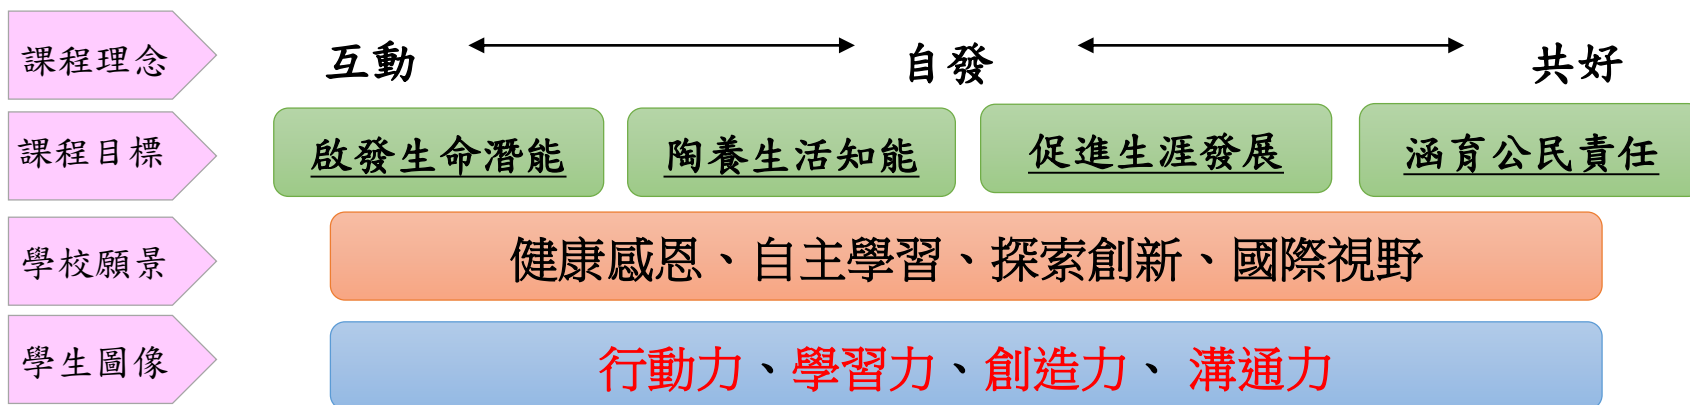 課程理念 互動 自發 共好
課程目標 啟發生命潛能 陶養生活知能 促進生涯發展 涵育公民責任
學校願景 健康感恩、自主學習、探索創新、國際視野
學生圖像 行動力、學習力、創造力、 溝通力